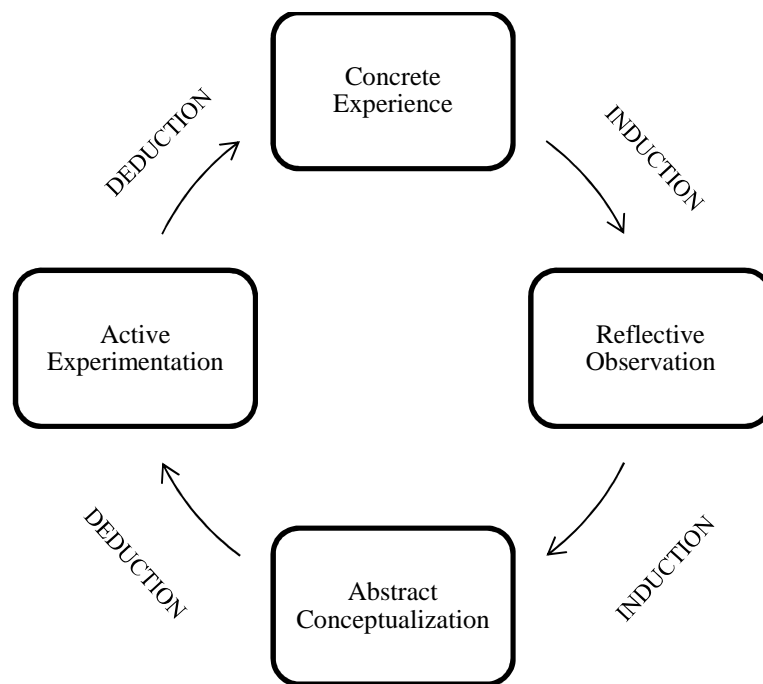 Concrete
Experience
DEDUCTION
INDUCTION
Active
Experimentation
Reflective
Observation
DEDUCTION
INDUCTION
Abstract
Conceptualization